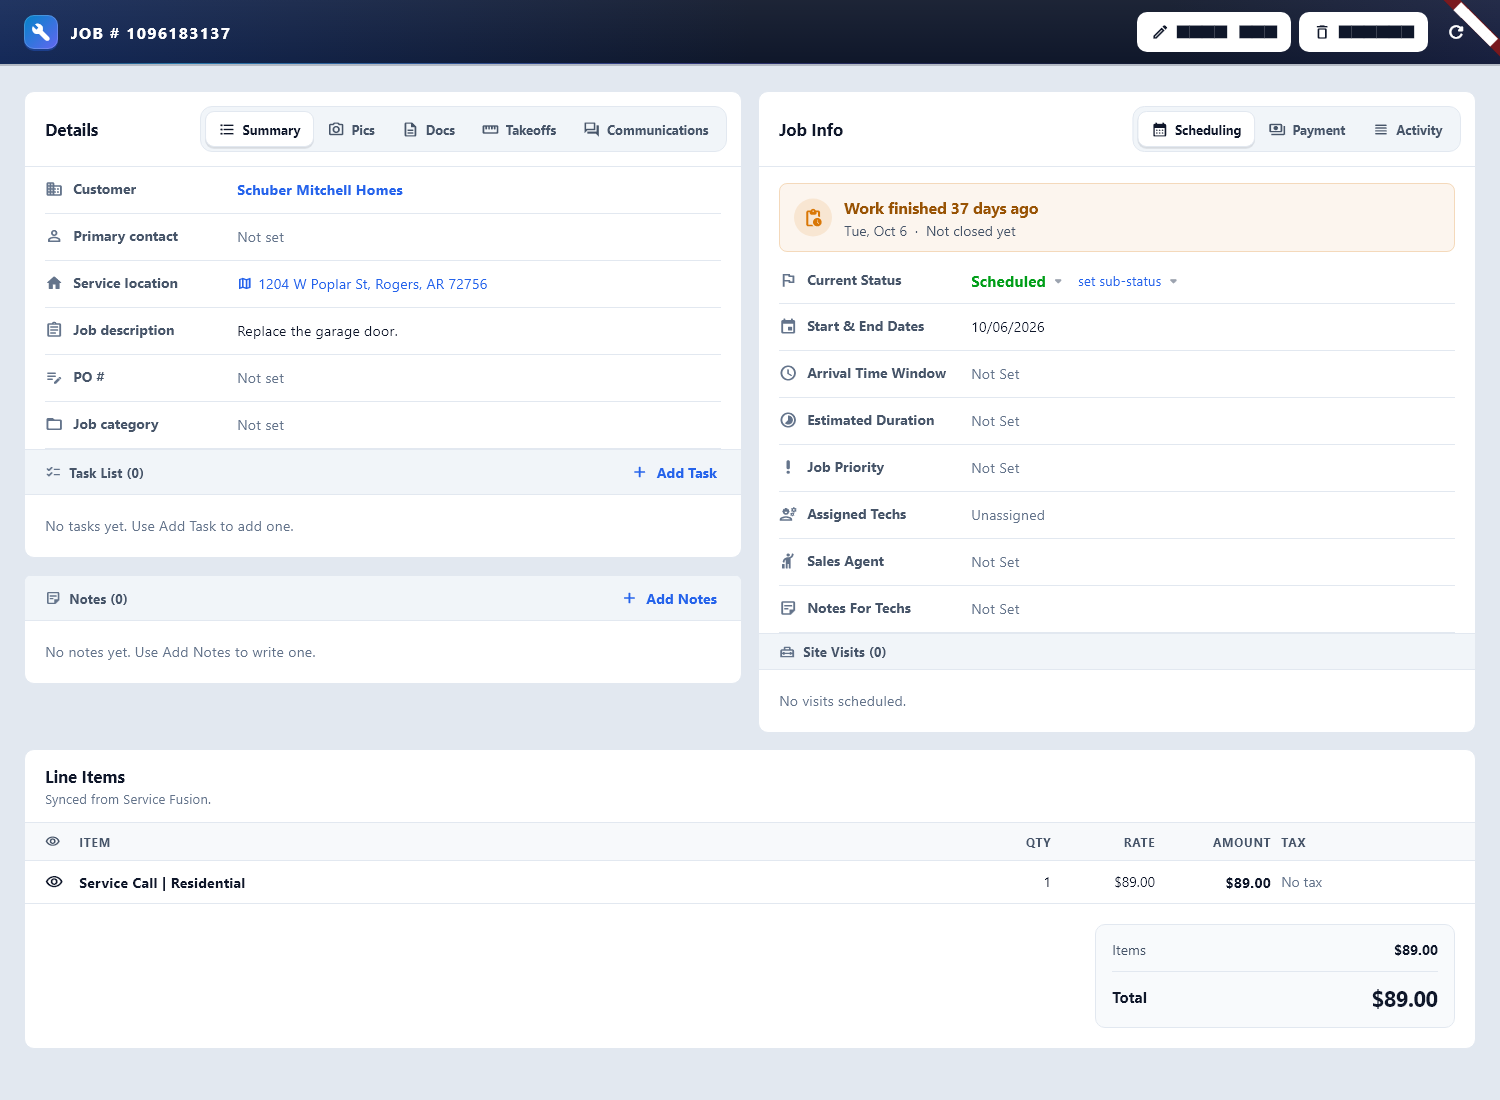 JOB # 1096183137
Details
Summary
Pics
Docs
Takeoffs
Communications
Customer
Schuber Mitchell Homes
Primary contact
Not set
Service location
1204 W Poplar St, Rogers, AR 72756
Job description
Replace the garage door.
PO #
Not set
Job category
Not set
Task List (0)
Add Task
No tasks yet. Use Add Task to add one.
Notes (0)
Add Notes
No notes yet. Use Add Notes to write one.
Job Info
Scheduling
Payment
Activity
Work finished 37 days ago
Tue, Oct 6 · Not closed yet
Current Status
Scheduled
set sub-status
Start & End Dates
10/06/2026
Arrival Time Window
Not Set
Estimated Duration
Not Set
Job Priority
Not Set
Assigned Techs
Unassigned
Sales Agent
Not Set
Notes For Techs
Not Set
Site Visits (0)
No visits scheduled.
Line Items
Synced from Service Fusion.
ITEM QTY RATE AMOUNT TAX
Service Call | Residential 1 $89.00 $89.00 No tax
Items $89.00
Total $89.00